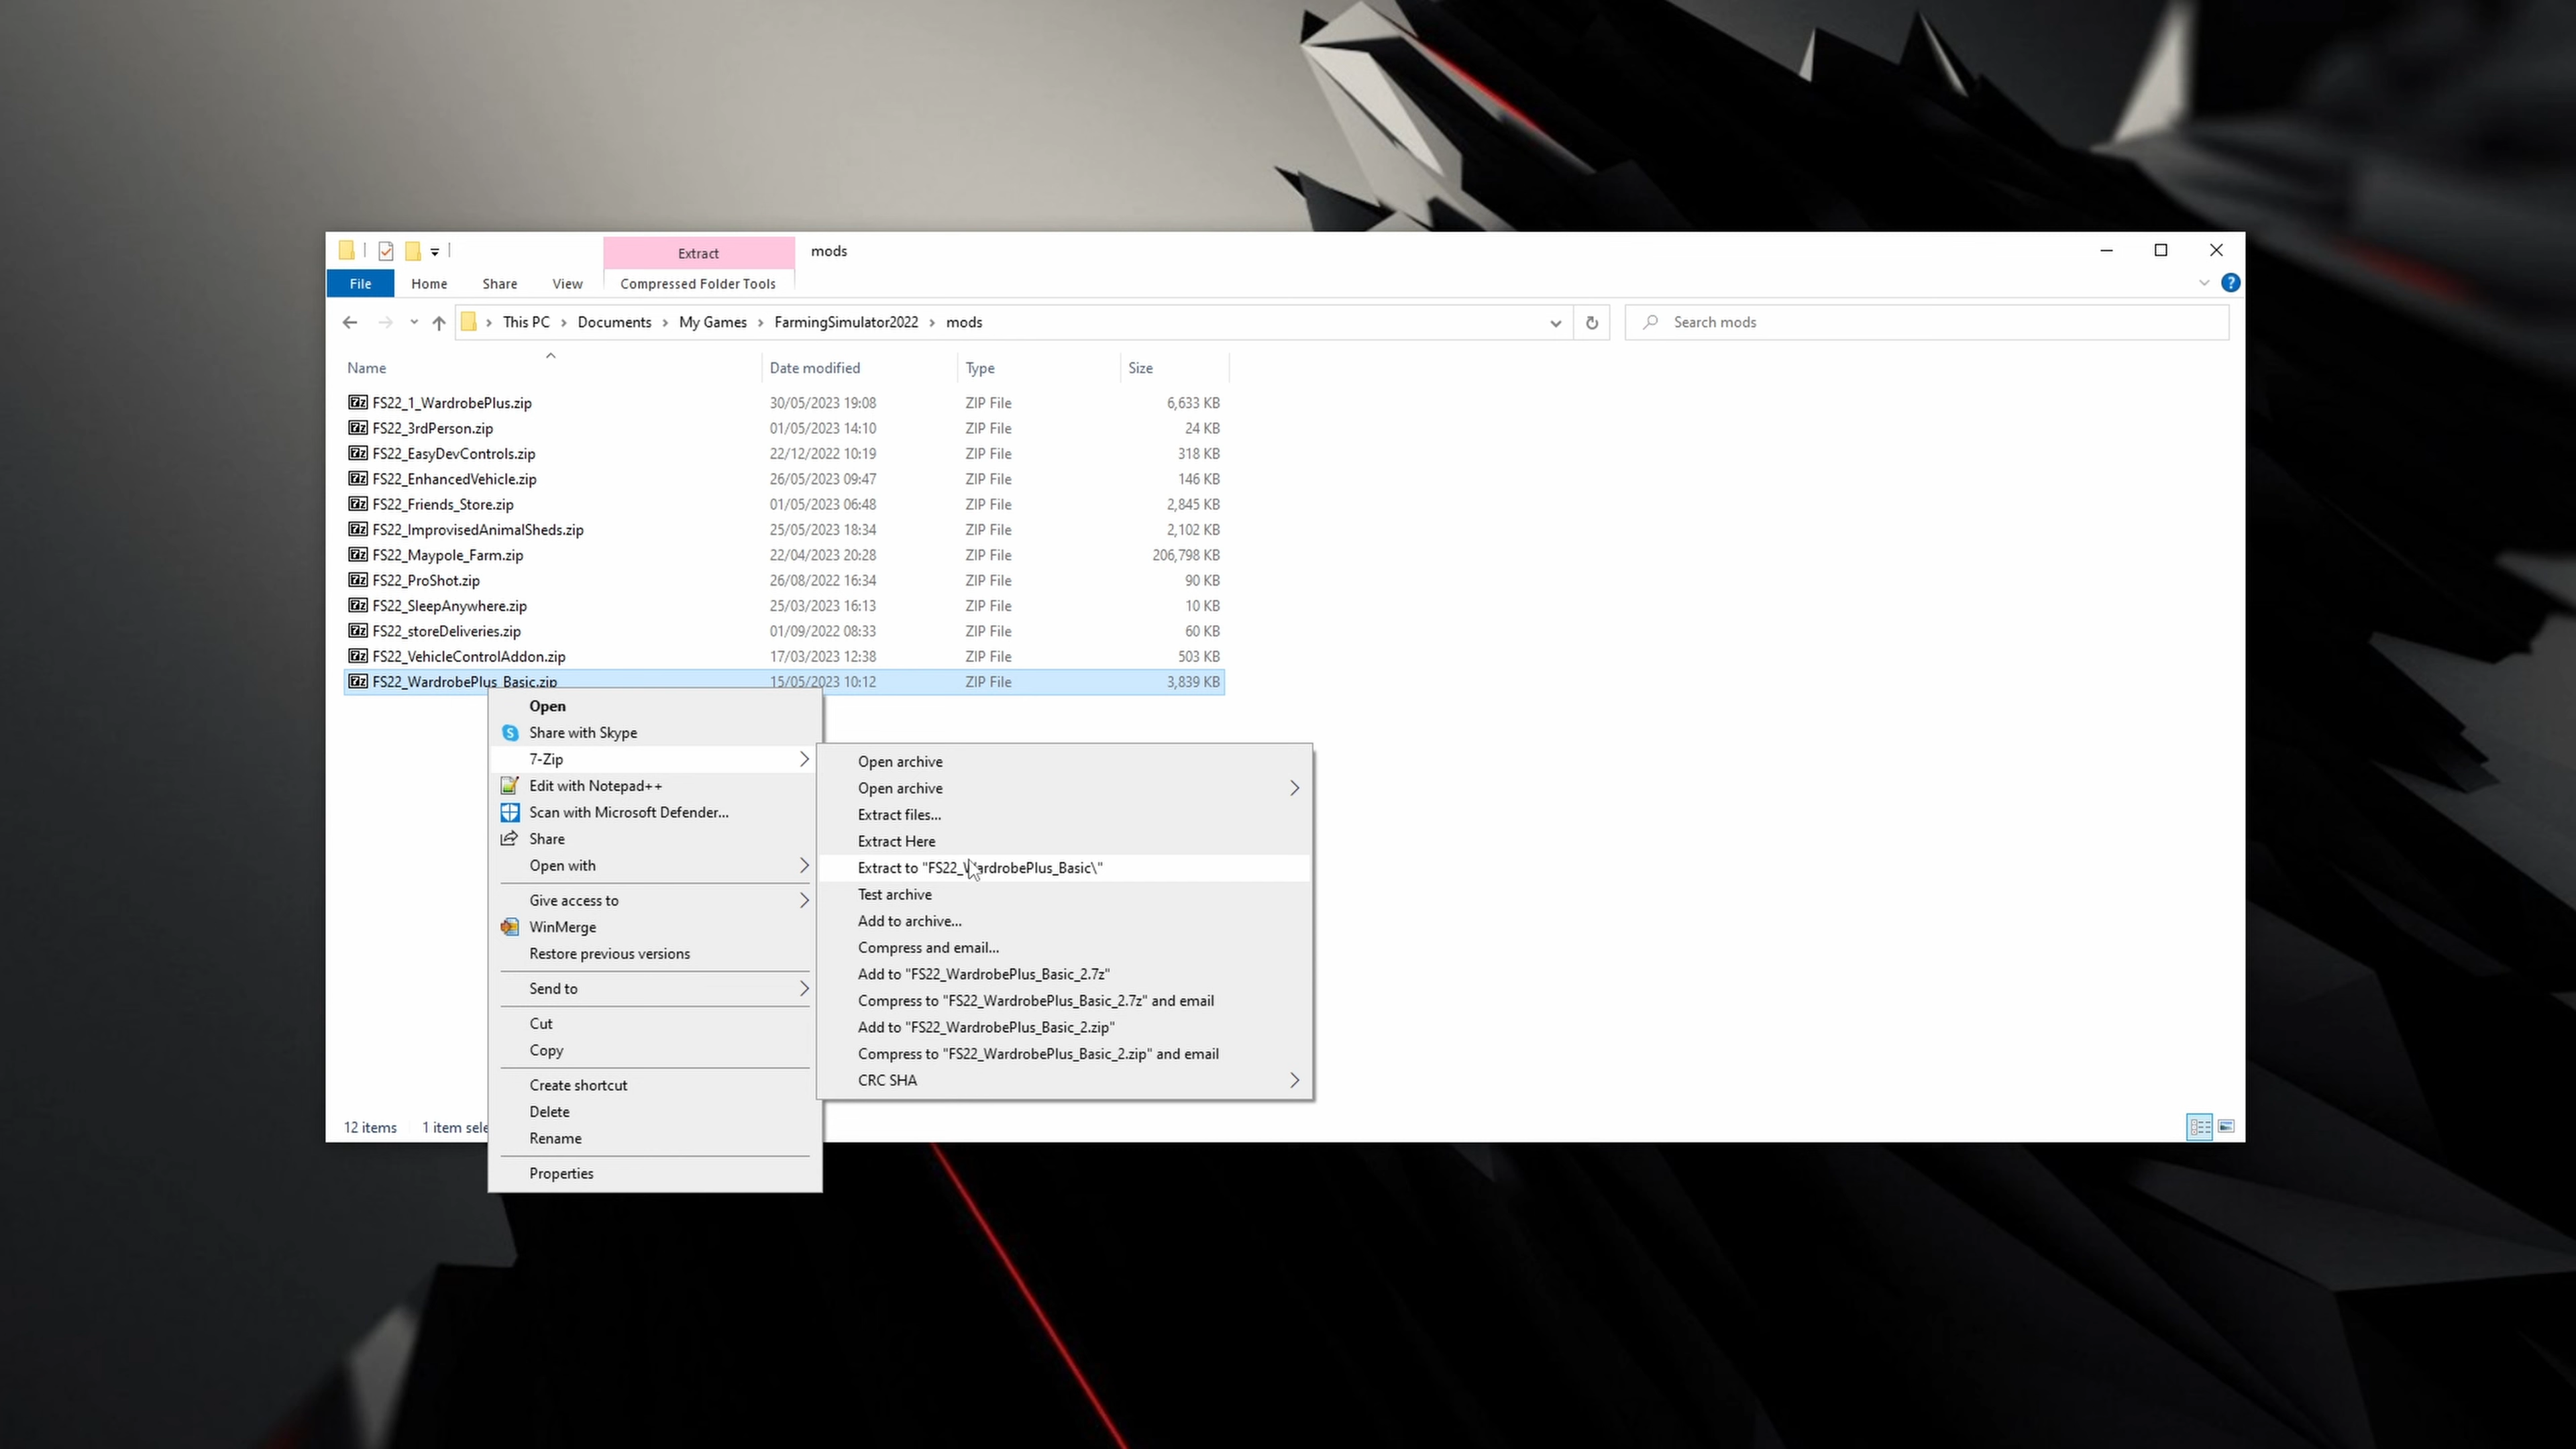 Extract
mods
File
Home
Share
View
Compressed Folder Tools
This PC
Documents
My Games
FarmingSimulator2022
mods
Search mods
Name
Date modified
Type
Size
FS22_1_WardrobePlus.zip 30/05/2023 19:08 ZIP File 6,633 KB
FS22_3rdPerson.zip 01/05/2023 14:10 ZIP File 24 KB
FS22_EasyDevControls.zip 22/12/2022 10:19 ZIP File 318 KB
FS22_EnhancedVehicle.zip 26/05/2023 09:47 ZIP File 146 KB
FS22_Friends_Store.zip 01/05/2023 06:48 ZIP File 2,845 KB
FS22_ImprovisedAnimalSheds.zip 25/05/2023 18:34 ZIP File 2,102 KB
FS22_Maypole_Farm.zip 22/04/2023 20:28 ZIP File 206,798 KB
FS22_ProShot.zip 26/08/2022 16:34 ZIP File 90 KB
FS22_SleepAnywhere.zip 25/03/2023 16:13 ZIP File 10 KB
FS22_storeDeliveries.zip 01/09/2022 08:33 ZIP File 60 KB
FS22_VehicleControlAddon.zip 17/03/2023 12:38 ZIP File 503 KB
FS22_WardrobePlus_Basic.zip 15/05/2023 10:12 ZIP File 3,839 KB
Open
Share with Skype
7-Zip
Edit with Notepad++
Scan with Microsoft Defender...
Share
Open with
Give access to
WinMerge
Restore previous versions
Send to
Cut
Copy
Create shortcut
Delete
Rename
Properties
Open archive
Open archive
Extract files...
Extract Here
Extract to "FS22_WardrobePlus_Basic\"
Test archive
Add to archive...
Compress and email...
Add to "FS22_WardrobePlus_Basic_2.7z"
Compress to "FS22_WardrobePlus_Basic_2.7z" and email
Add to "FS22_WardrobePlus_Basic_2.zip"
Compress to "FS22_WardrobePlus_Basic_2.zip" and email
CRC SHA
12 items
1 item sele